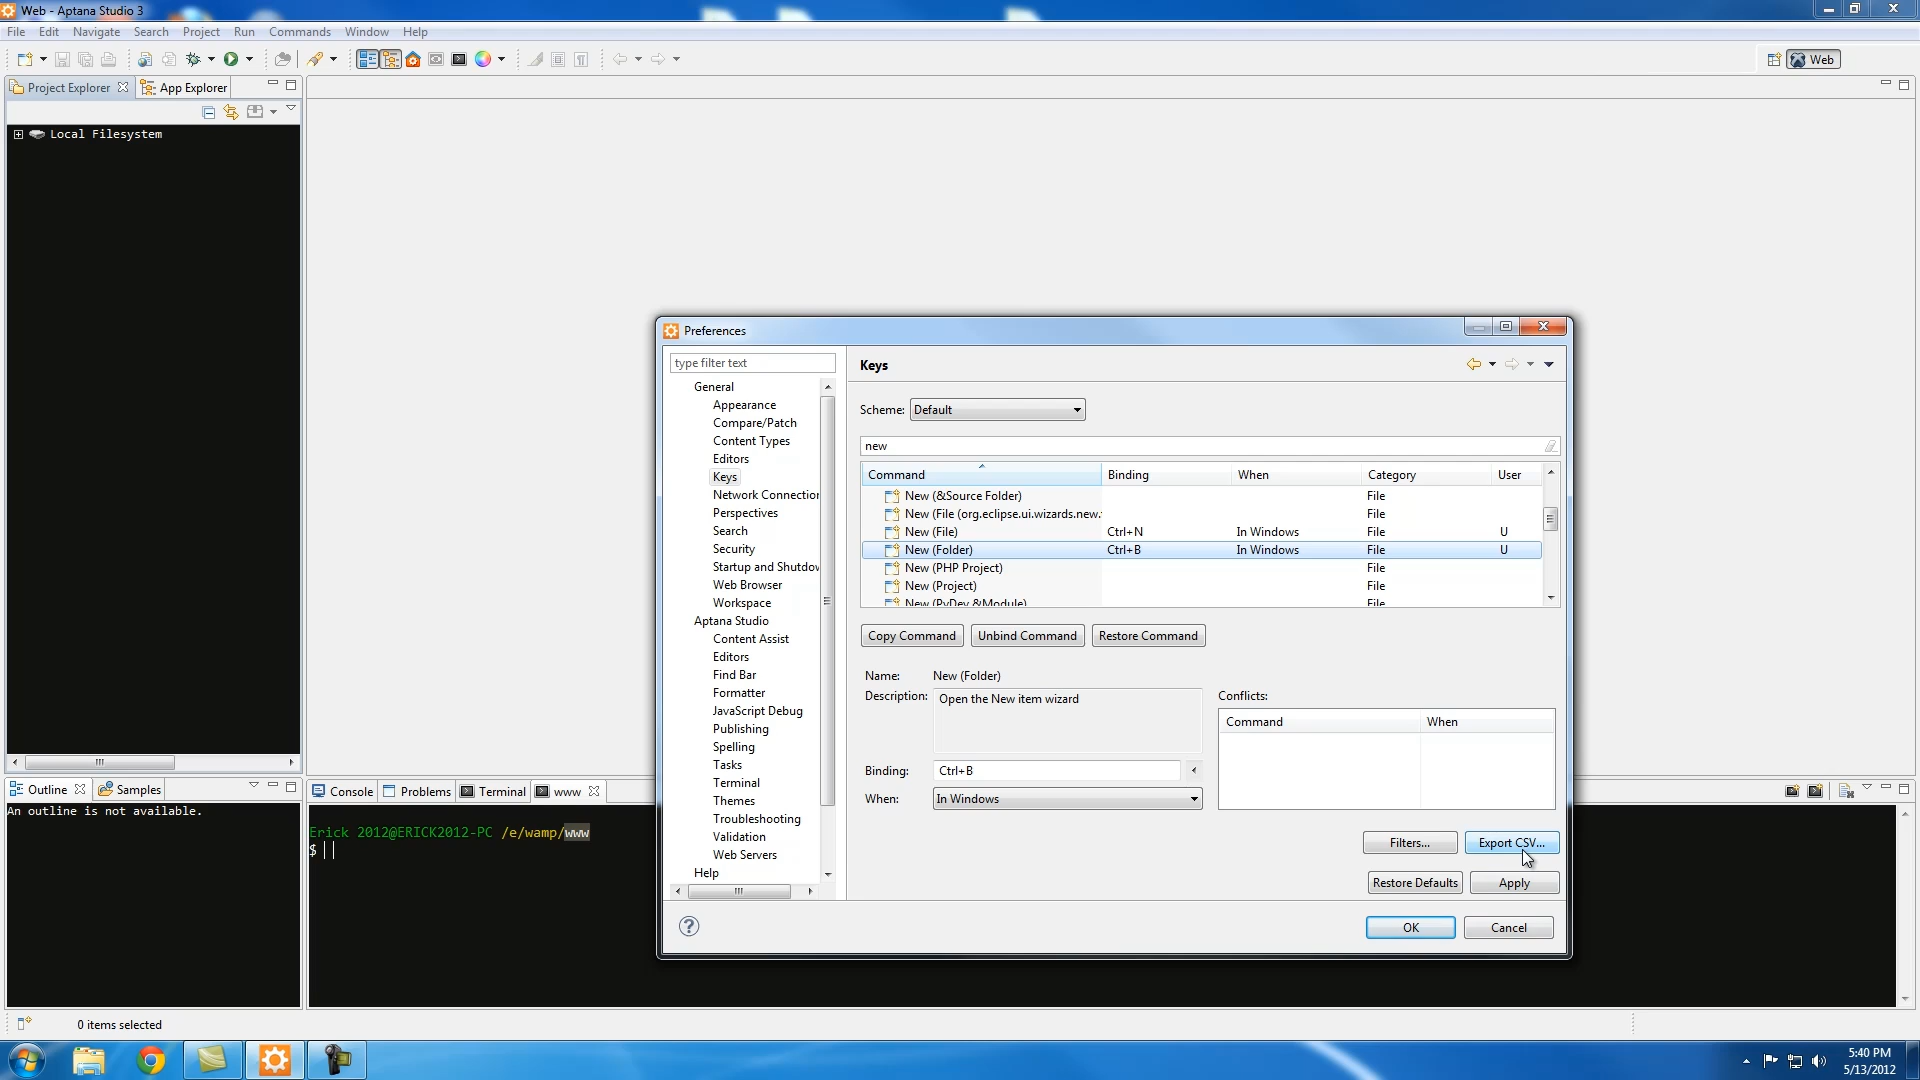 Web - Aptana Studio 3
File Edit Navigate Search Project Run Commands Window Help
Web
Project Explorer App Explorer
Local Filesystem
Preferences
type filter text
General
Appearance
Compare/Patch
Content Types
Editors
Keys
Network Connection
Perspectives
Search
Security
Startup and Shutdow
Web Browser
Workspace
Aptana Studio
Content Assist
Editors
Find Bar
Formatter
JavaScript Debug
Publishing
Spelling
Tasks
Terminal
Themes
Troubleshooting
Validation
Web Servers
Help
Keys
Scheme: Default
new
Command Binding When Category User
New (&Source Folder) File
New (File (org.eclipse.ui.wizards.new. File
New (File) Ctrl+N In Windows File U
New (Folder) Ctrl+B In Windows File U
New (PHP Project) File
New (Project) File
New (PyDev &Module) File
Copy Command Unbind Command Restore Command
Name: New (Folder)
Description: Open the New item wizard
Conflicts:
Command When
Binding: Ctrl+B
When: In Windows
Filters... Export CSV...
Restore Defaults Apply
OK Cancel
Outline Samples
An outline is not available.
Console Problems Terminal www
Erick 2012@ERICK2012-PC /e/wamp/www
$
0 items selected
5:40 PM
5/13/2012